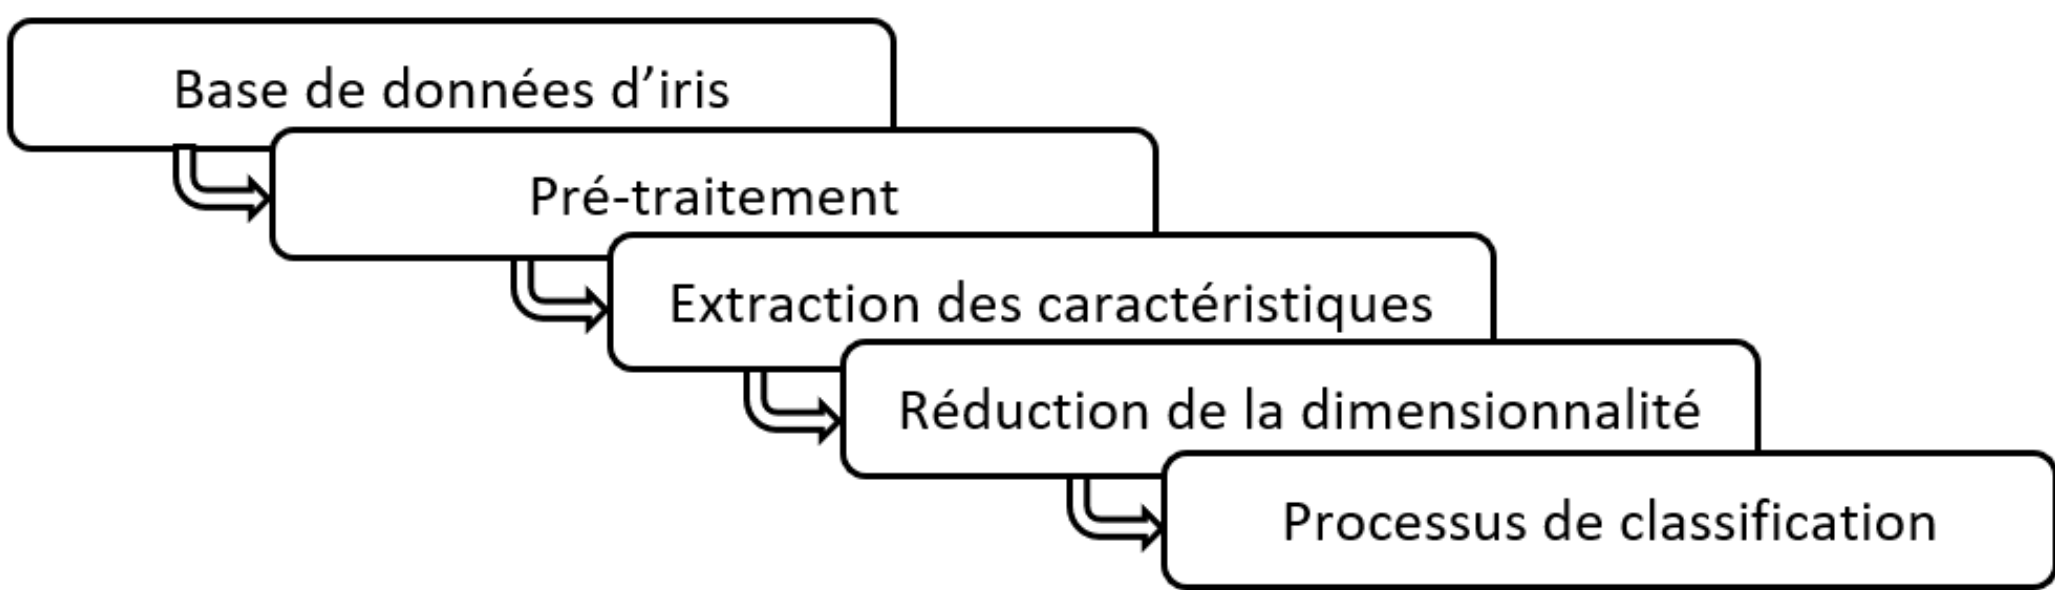 Base de données d’iris
Pré-traitement
Extraction des caractéristiques
Réduction de la dimensionnalité
Processus de classification